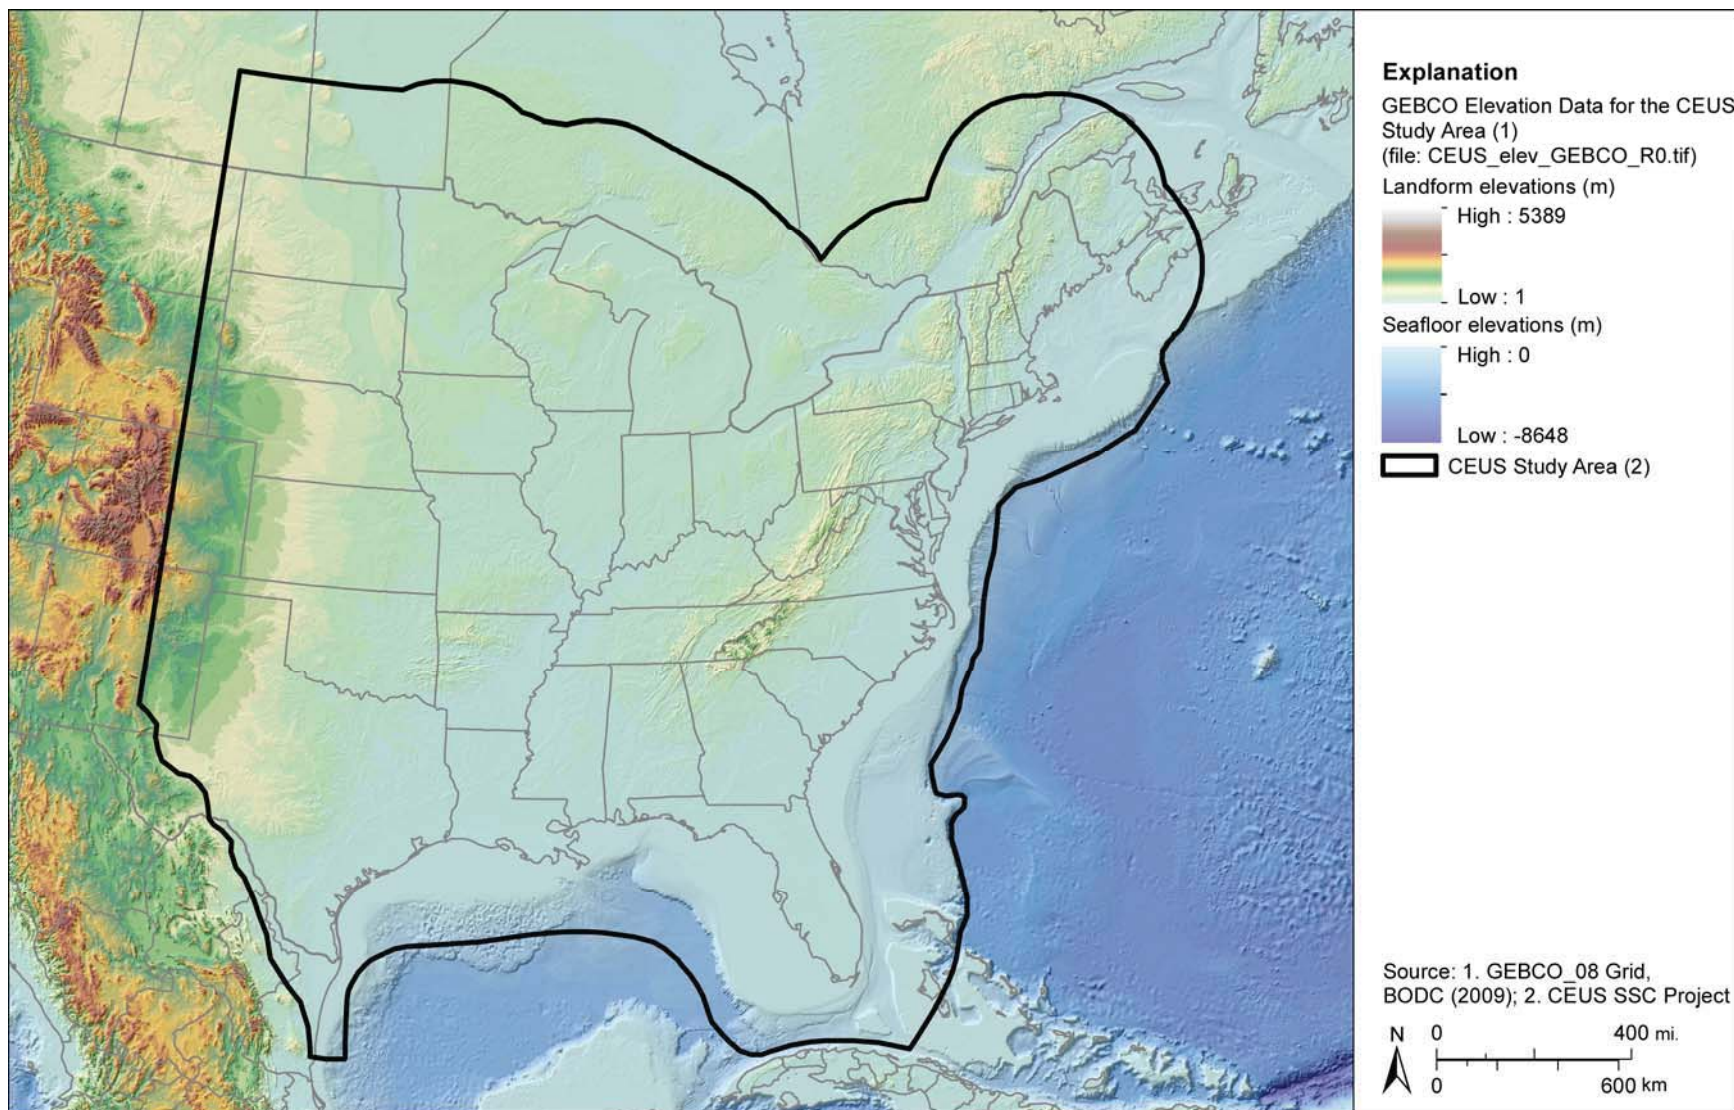 Explanation
GEBCO Elevation Data for the CEUS
Study Area (1)
(file: CEUS_elev_GEBCO_R0.tif)
Landform elevations (m)
High : 5389
Low : 1
Seafloor elevations (m)
High : 0
Low : -8648
CEUS Study Area (2)
Source: 1. GEBCO_08 Grid,
BODC (2009); 2. CEUS SSC Project
N 0 400 mi.
0 600 km